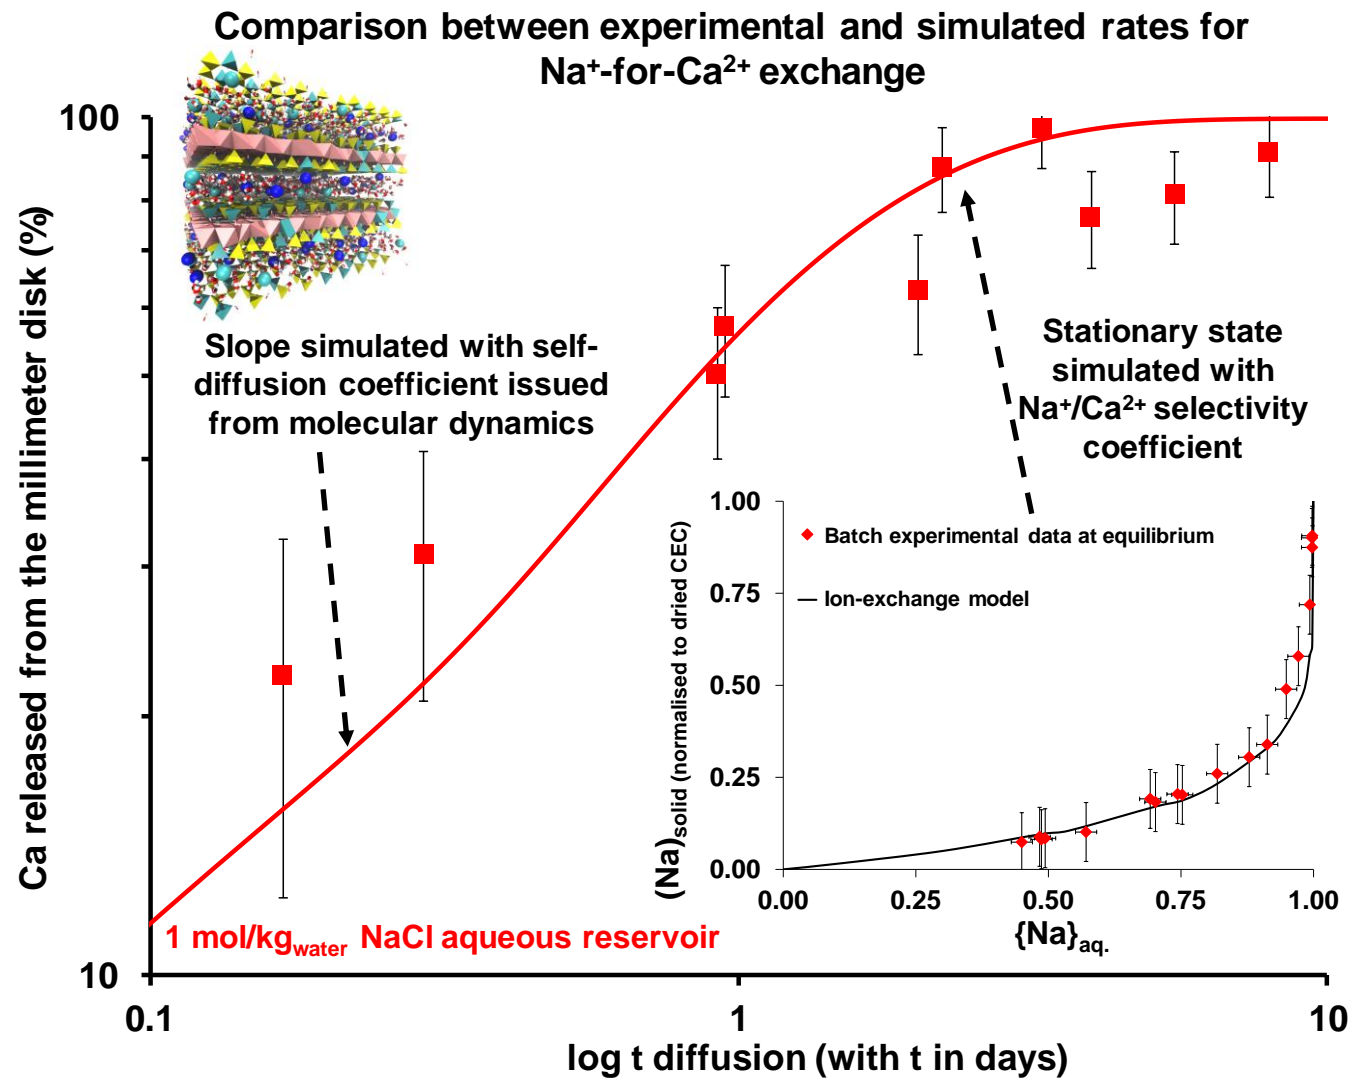 Comparison between experimental and simulated rates for
Na⁺-for-Ca²⁺ exchange
Ca released from the millimeter disk (%)
100
10
Slope simulated with self-
diffusion coefficient issued
from molecular dynamics
Stationary state
simulated with
Na⁺/Ca²⁺ selectivity
coefficient
1 mol/kg_water NaCl aqueous reservoir
(Na)_solid (normalised to dried CEC)
1.00
0.75
0.50
0.25
0.00
Batch experimental data at equilibrium
Ion-exchange model
0.00 0.25 0.50 0.75 1.00
{Na}_aq.
0.1 1 10
log t diffusion (with t in days)